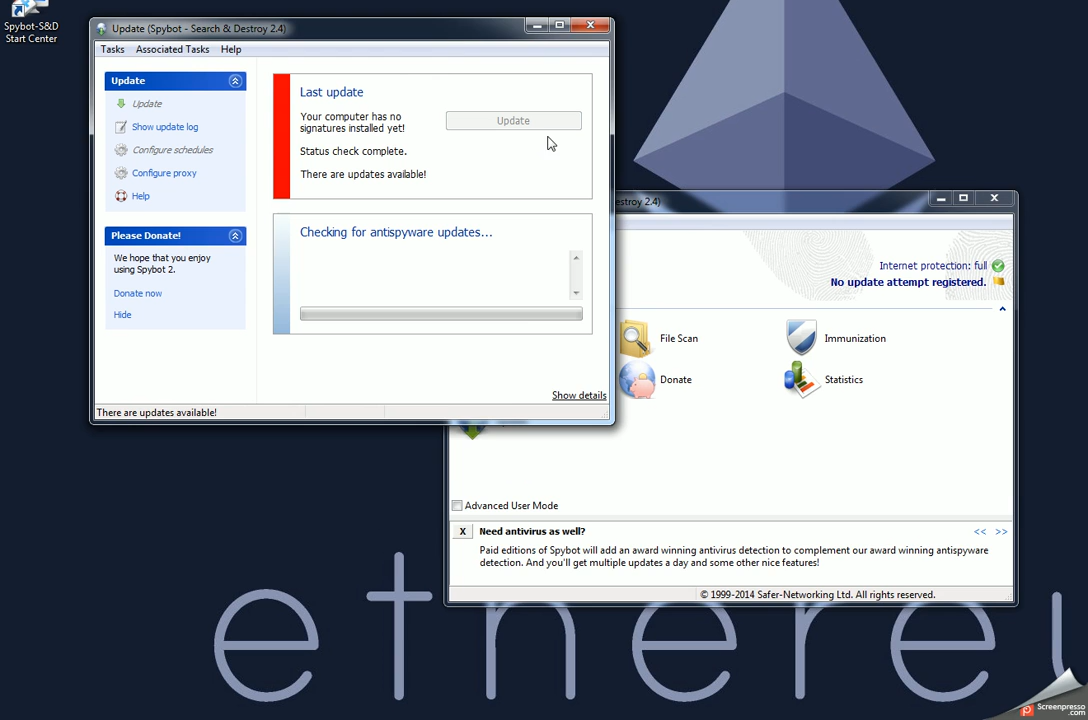 Spybot-S&D
Start Center
Update (Spybot - Search & Destroy 2.4)
Tasks Associated Tasks Help
Update
Update
Show update log
Configure schedules
Configure proxy
Help
Please Donate!
We hope that you enjoy
using Spybot 2.
Donate now
Hide
Last update
Your computer has no
signatures installed yet!
Update
Status check complete.
There are updates available!
Checking for antispyware updates...
Show details
There are updates available!
estroy 2.4)
Internet protection: full
No update attempt registered.
File Scan
Immunization
Donate
Statistics
Advanced User Mode
X Need antivirus as well? << >>
Paid editions of Spybot will add an award winning antivirus detection to complement our award winning antispyware
detection. And you'll get multiple updates a day and some other nice features!
© 1999-2014 Safer-Networking Ltd. All rights reserved.
ethereu
Screenpresso
.com